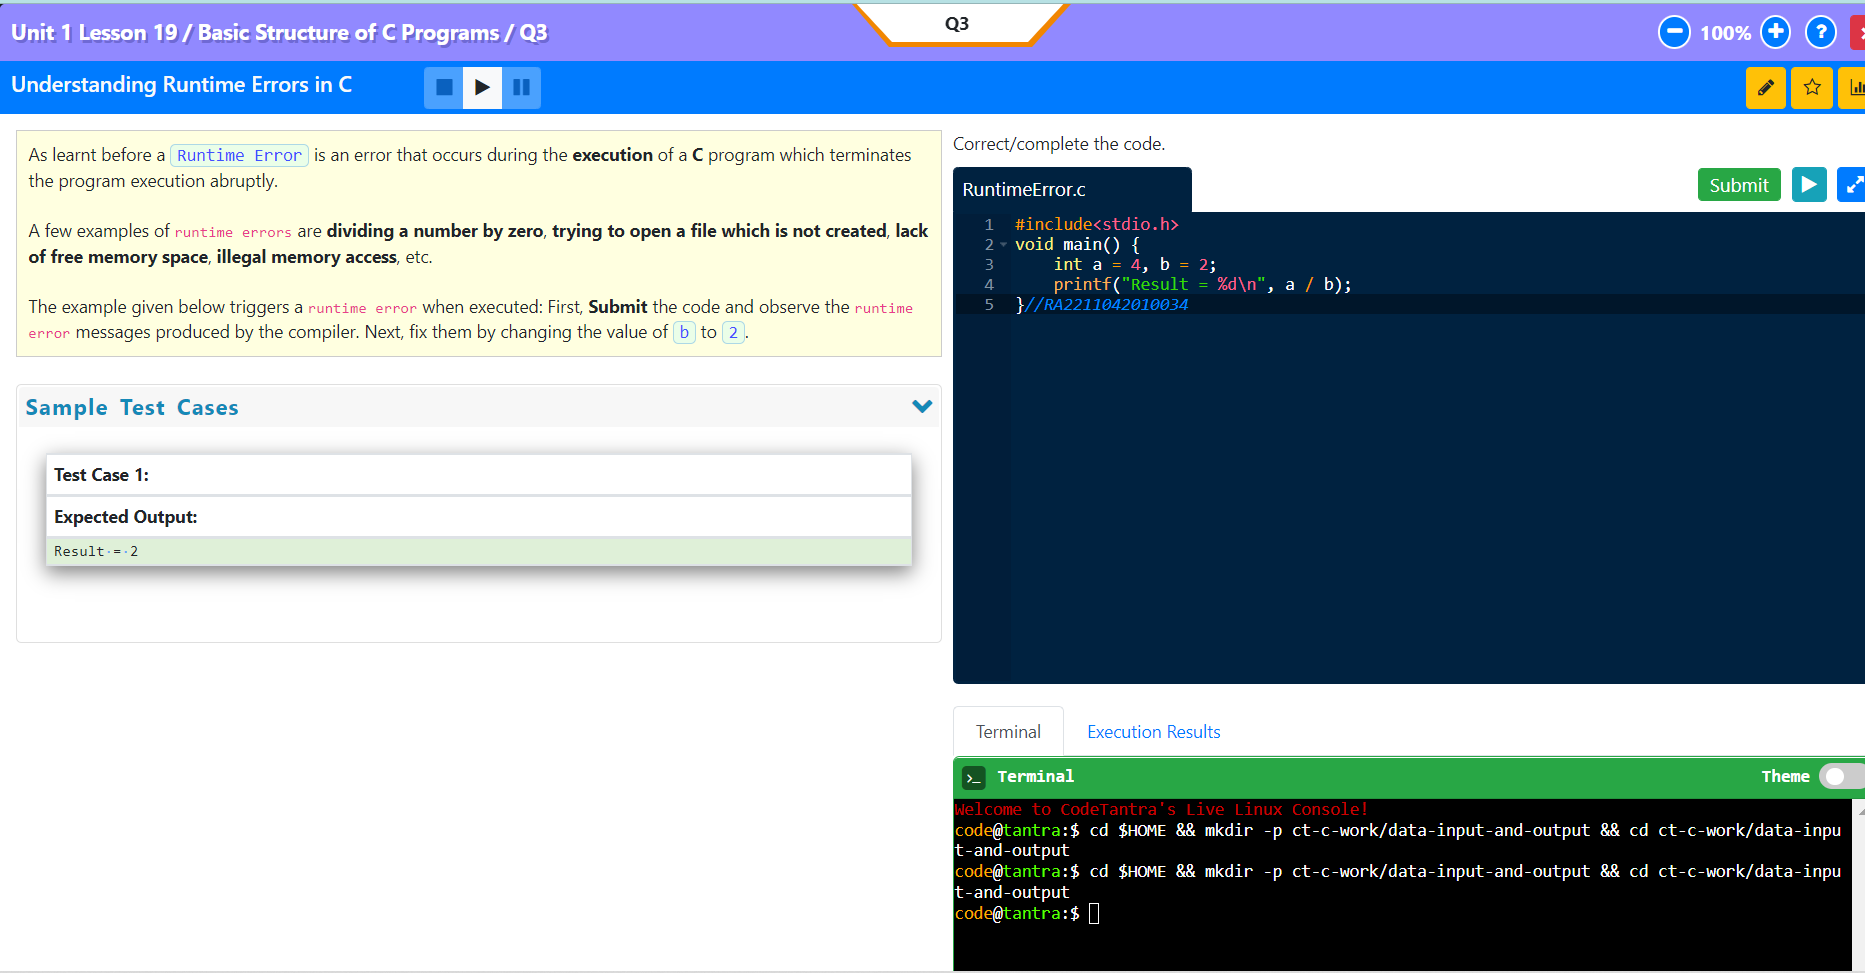 Unit 1 Lesson 19 / Basic Structure of C Programs / Q3
Q3
100%
?
Understanding Runtime Errors in C
As learnt before a Runtime Error is an error that occurs during the execution of a C program which terminates
the program execution abruptly.
A few examples of runtime errors are dividing a number by zero, trying to open a file which is not created, lack
of free memory space, illegal memory access, etc.
The example given below triggers a runtime error when executed: First, Submit the code and observe the runtime
error messages produced by the compiler. Next, fix them by changing the value of b to 2.
Sample Test Cases
Test Case 1:
Expected Output:
Result·=·2
Correct/complete the code.
RuntimeError.c
Submit
1 #include<stdio.h>
2 void main() {
3 int a = 4, b = 2;
4 printf("Result = %d\n", a / b);
5 }//RA2211042010034
Terminal
Execution Results
>_ Terminal
Theme
Welcome to CodeTantra's Live Linux Console!
code@tantra:$ cd $HOME && mkdir -p ct-c-work/data-input-and-output && cd ct-c-work/data-inpu
t-and-output
code@tantra:$ cd $HOME && mkdir -p ct-c-work/data-input-and-output && cd ct-c-work/data-inpu
t-and-output
code@tantra:$